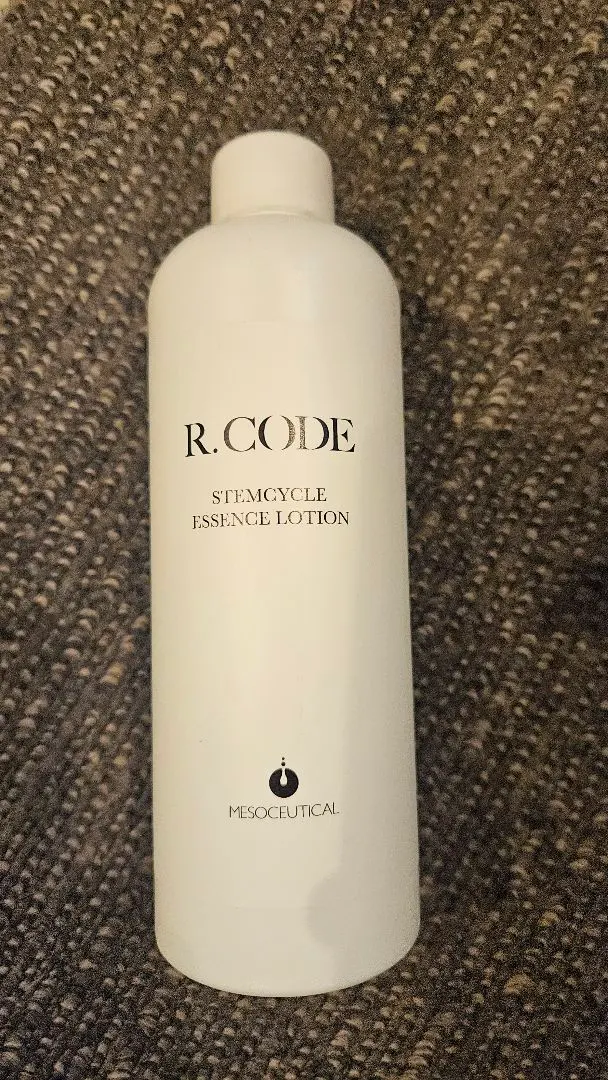 R.CODE
STEMCYCLE
ESSENCE LOTION
MESOCEUTICAL